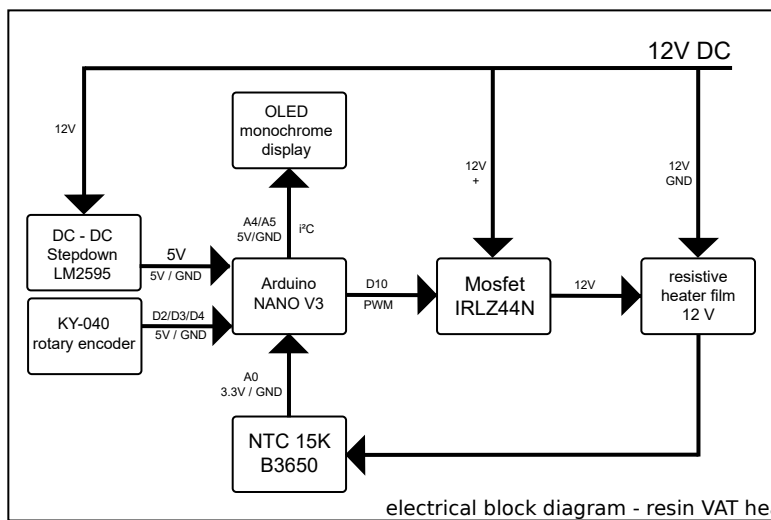 12V DC
12V
OLED
monochrome
display
12V
+
12V
GND
A4/A5
5V/GND
i²C
DC - DC
Stepdown
LM2595
5V
5V / GND
Arduino
NANO V3
D10
PWM
Mosfet
IRLZ44N
12V
resistive
heater film
12 V
KY-040
rotary encoder
D2/D3/D4
5V / GND
A0
3.3V / GND
NTC 15K
B3650
electrical block diagram - resin VAT he